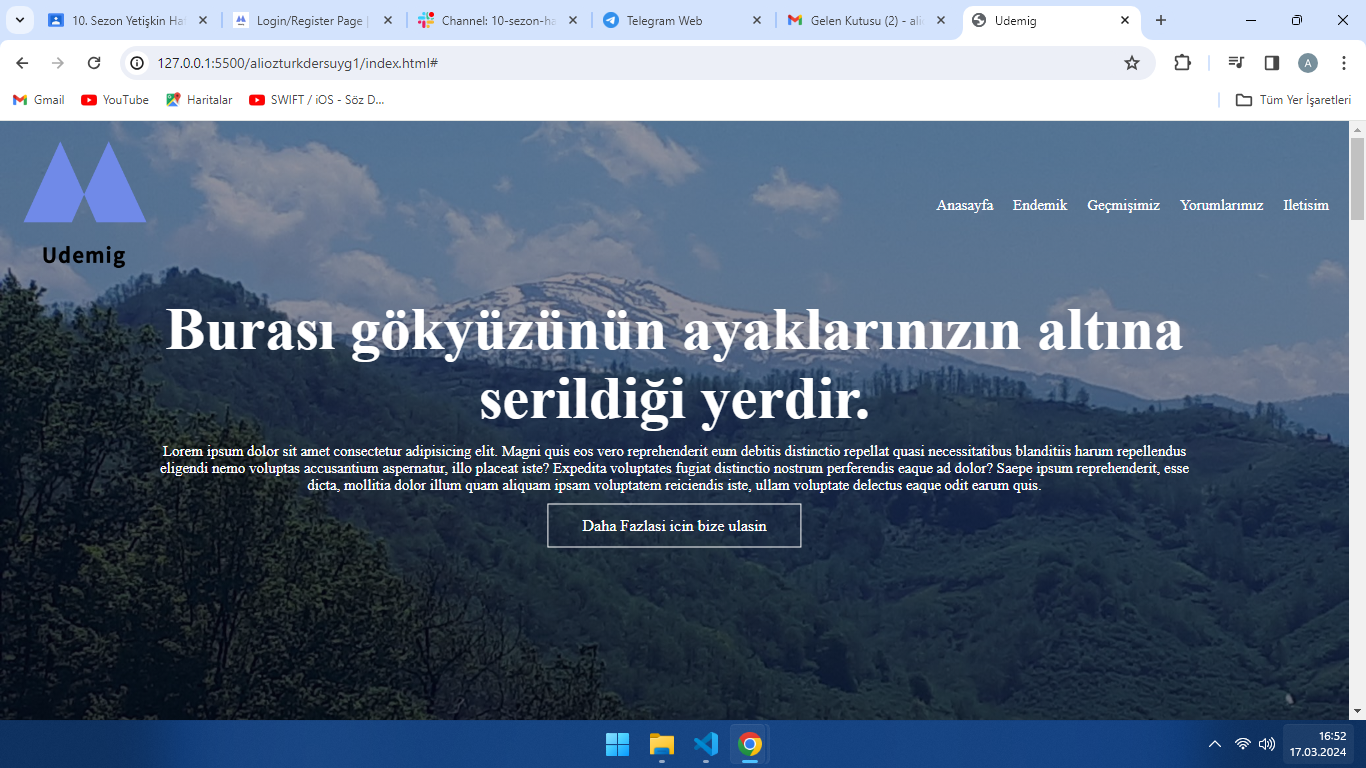 10. Sezon Yetişkin Ha
Login/Register Page |
Channel: 10-sezon-ha
Telegram Web
Gelen Kutusu (2) - ali
Udemig
127.0.0.1:5500/aliozturkdersuyg1/index.html#
A
Gmail
YouTube
Haritalar
SWIFT / iOS - Söz D...
Tüm Yer İşaretleri
Udemig
Anasayfa Endemik Geçmişimiz Yorumlarımız Iletisim
Burası gökyüzünün ayaklarınızın altına
serildiği yerdir.
Lorem ipsum dolor sit amet consectetur adipisicing elit. Magni quis eos vero reprehenderit eum debitis distinctio repellat quasi necessitatibus blanditiis harum repellendus
eligendi nemo voluptas accusantium aspernatur, illo placeat iste? Expedita voluptates fugiat distinctio nostrum perferendis eaque ad dolor? Saepe ipsum reprehenderit, esse
dicta, mollitia dolor illum quam aliquam ipsam voluptatem reiciendis iste, ullam voluptate delectus eaque odit earum quis.
Daha Fazlasi icin bize ulasin
16:52
17.03.2024